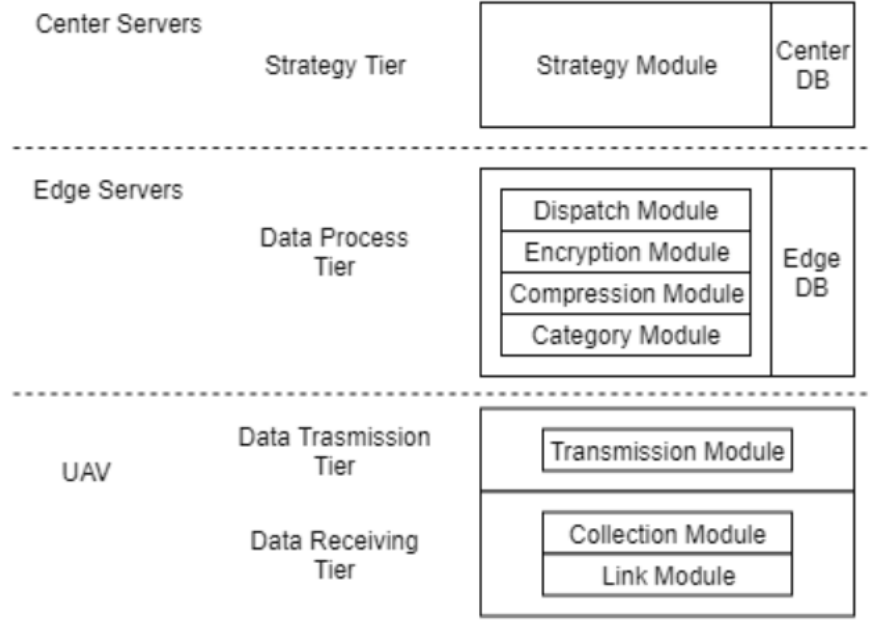 Center Servers
Strategy Tier
Strategy Module
Center
DB
Edge Servers
Data Process
Tier
Dispatch Module
Encryption Module
Compression Module
Category Module
Edge
DB
UAV
Data Trasmission
Tier
Transmission Module
Data Receiving
Tier
Collection Module
Link Module